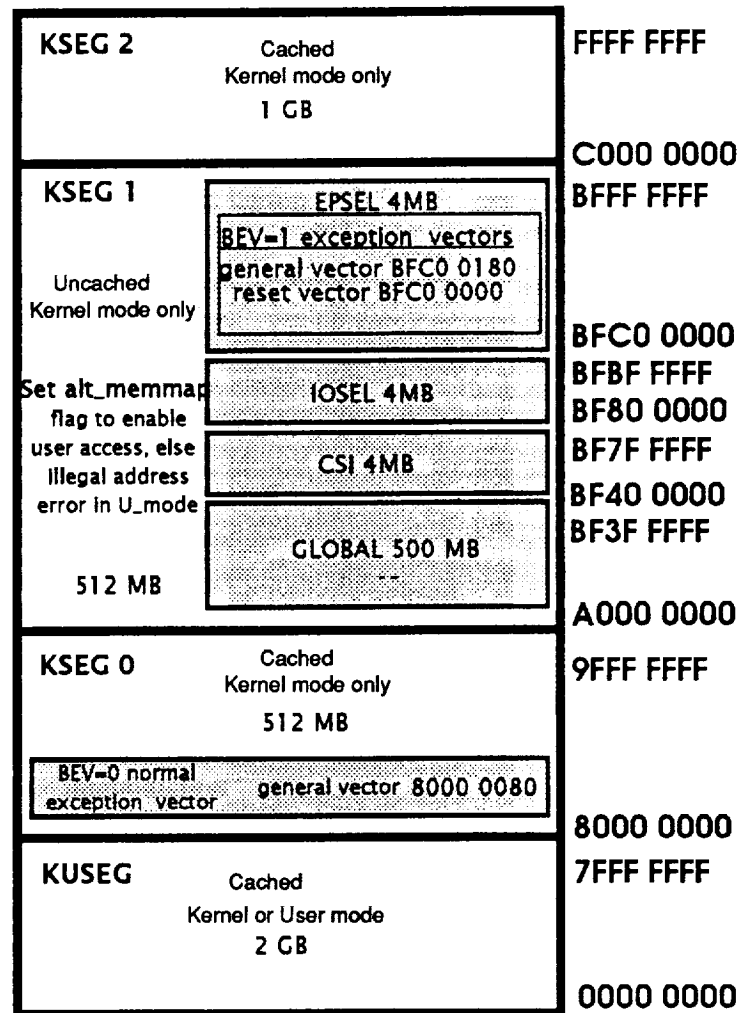 KSEG 2
Cached
Kernel mode only
1 GB
FFFF FFFF
C000 0000
KSEG 1
Uncached
Kernel mode only
Set alt_memmap
flag to enable
user access, else
illegal address
error in U_mode
512 MB
EPSEL 4MB
BEV=1 exception vectors
general vector BFC0 0180
reset vector BFC0 0000
IOSEL 4MB
CSI 4MB
GLOBAL 500 MB
--
BFFF FFFF
BFC0 0000
BFBF FFFF
BF80 0000
BF7F FFFF
BF40 0000
BF3F FFFF
A000 0000
KSEG 0
Cached
Kernel mode only
512 MB
BEV=0 normal
exception vector
general vector 8000 0080
9FFF FFFF
8000 0000
KUSEG
Cached
Kernel or User mode
2 GB
7FFF FFFF
0000 0000